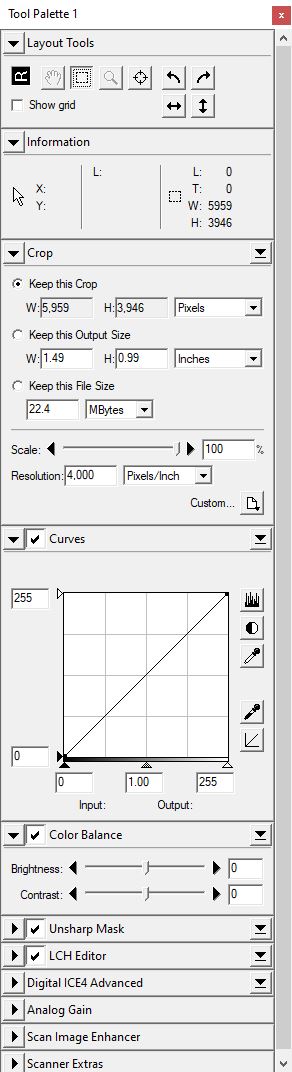 Tool Palette 1
Layout Tools
R
Show grid
Information
X:
Y:
L:
L: 0
T: 0
W: 5959
H: 3946
Crop
Keep this Crop
W: 5,959 H: 3,946 Pixels
Keep this Output Size
W: 1.49 H: 0.99 Inches
Keep this File Size
22.4 MBytes
Scale: 100 %
Resolution: 4,000 Pixels/Inch
Custom...
Curves
255
0
0 1.00 255
Input: Output:
Color Balance
Brightness: 0
Contrast: 0
Unsharp Mask
LCH Editor
Digital ICE4 Advanced
Analog Gain
Scan Image Enhancer
Scanner Extras